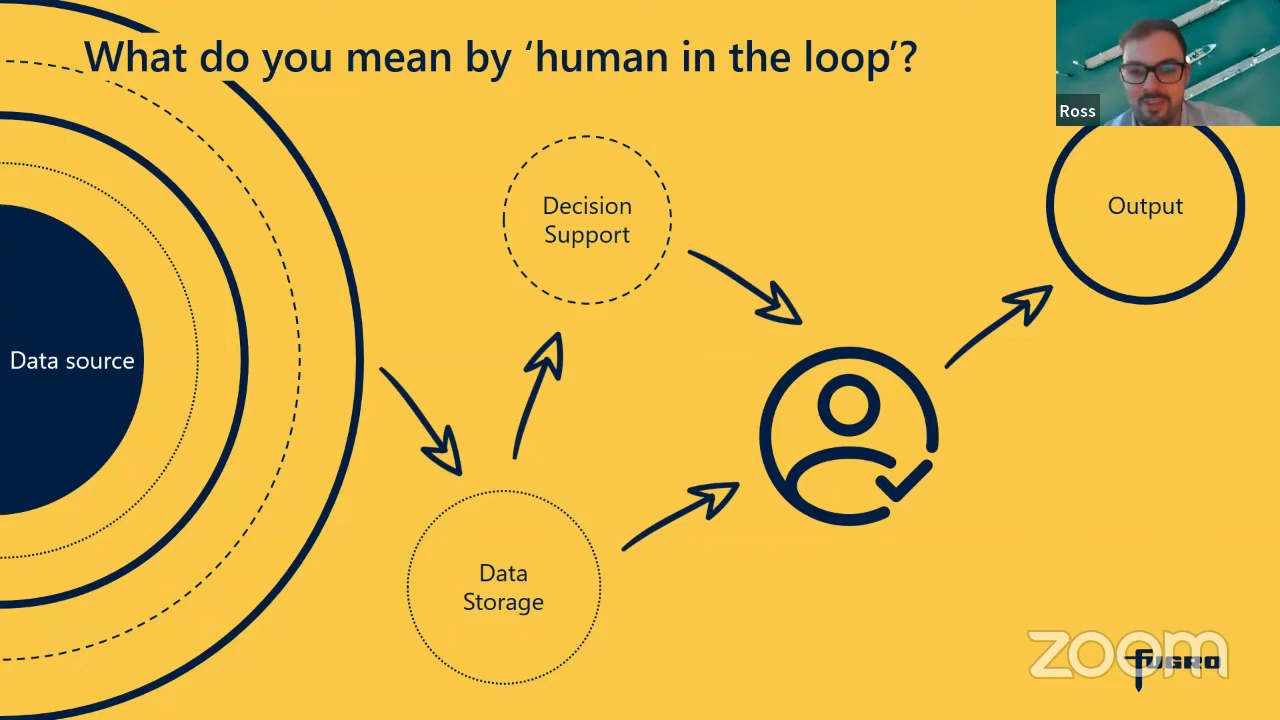 What do you mean by ‘human in the loop’?
Ross
Decision
Support
Output
Data source
Data
Storage
zoom
FUGRO